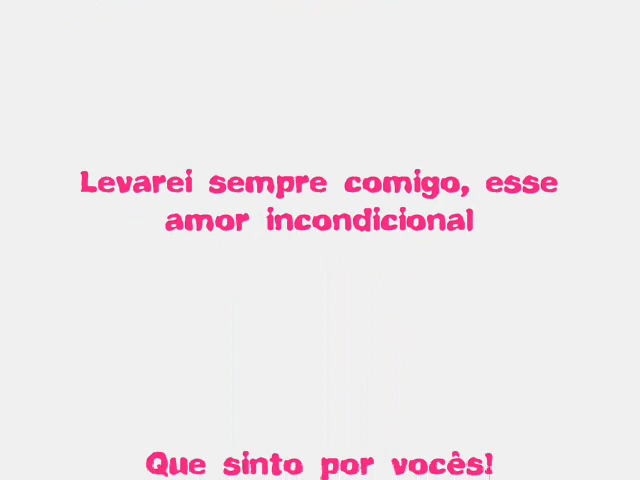 Levarei sempre comigo, esse
amor incondicional
Que sinto por vocês!